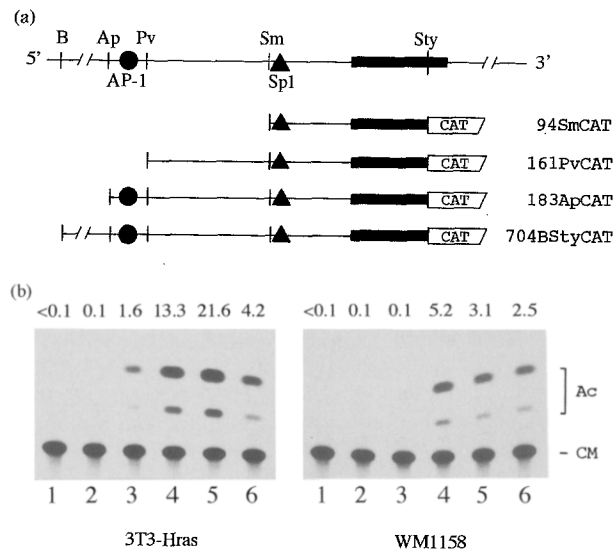 (a)
B Ap Pv Sm Sty
5' 3'
AP-1 Sp1
CAT 94SmCAT
CAT 161PvCAT
CAT 183ApCAT
CAT 704BStyCAT
(b)
<0.1 0.1 1.6 13.3 21.6 4.2 <0.1 0.1 0.1 5.2 3.1 2.5
Ac
- CM
1 2 3 4 5 6 1 2 3 4 5 6
3T3-Hras WM1158